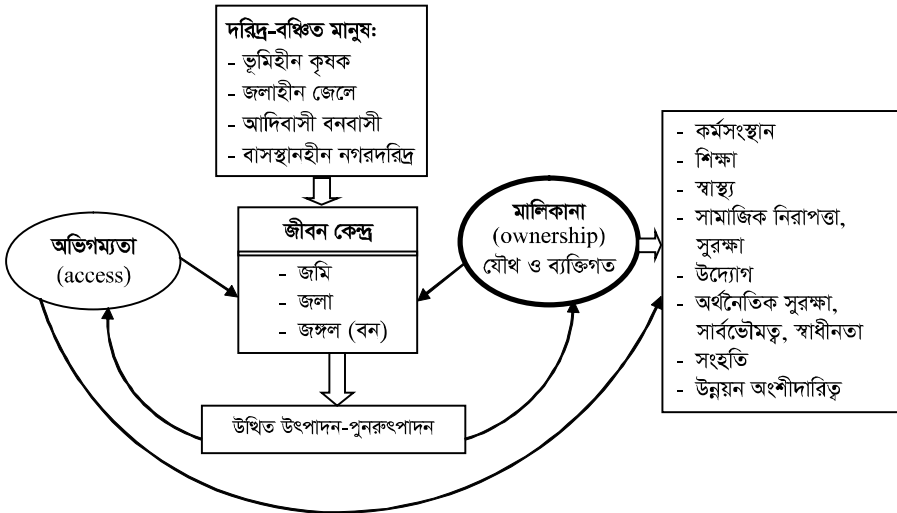 দরিদ্র-বঞ্চিত মানুষ:
- ভূমিহীন কৃষক
- জলাহীন জেলে
- আদিবাসী বনবাসী
- বাসস্থানহীন নগরদরিদ্র
অভিগম্যতা
(access)
জীবন কেন্দ্র
- জমি
- জলা
- জঙ্গল (বন)
মালিকানা
(ownership)
যৌথ ও ব্যক্তিগত
- কর্মসংস্থান
- শিক্ষা
- স্বাস্থ্য
- সামাজিক নিরাপত্তা,
সুরক্ষা
- উদ্যোগ
- অর্থনৈতিক সুরক্ষা,
সার্বভৌমত্ব, স্বাধীনতা
- সংহতি
- উন্নয়ন অংশীদারিত্ব
উত্থিত উৎপাদন-পুনরুৎপাদন